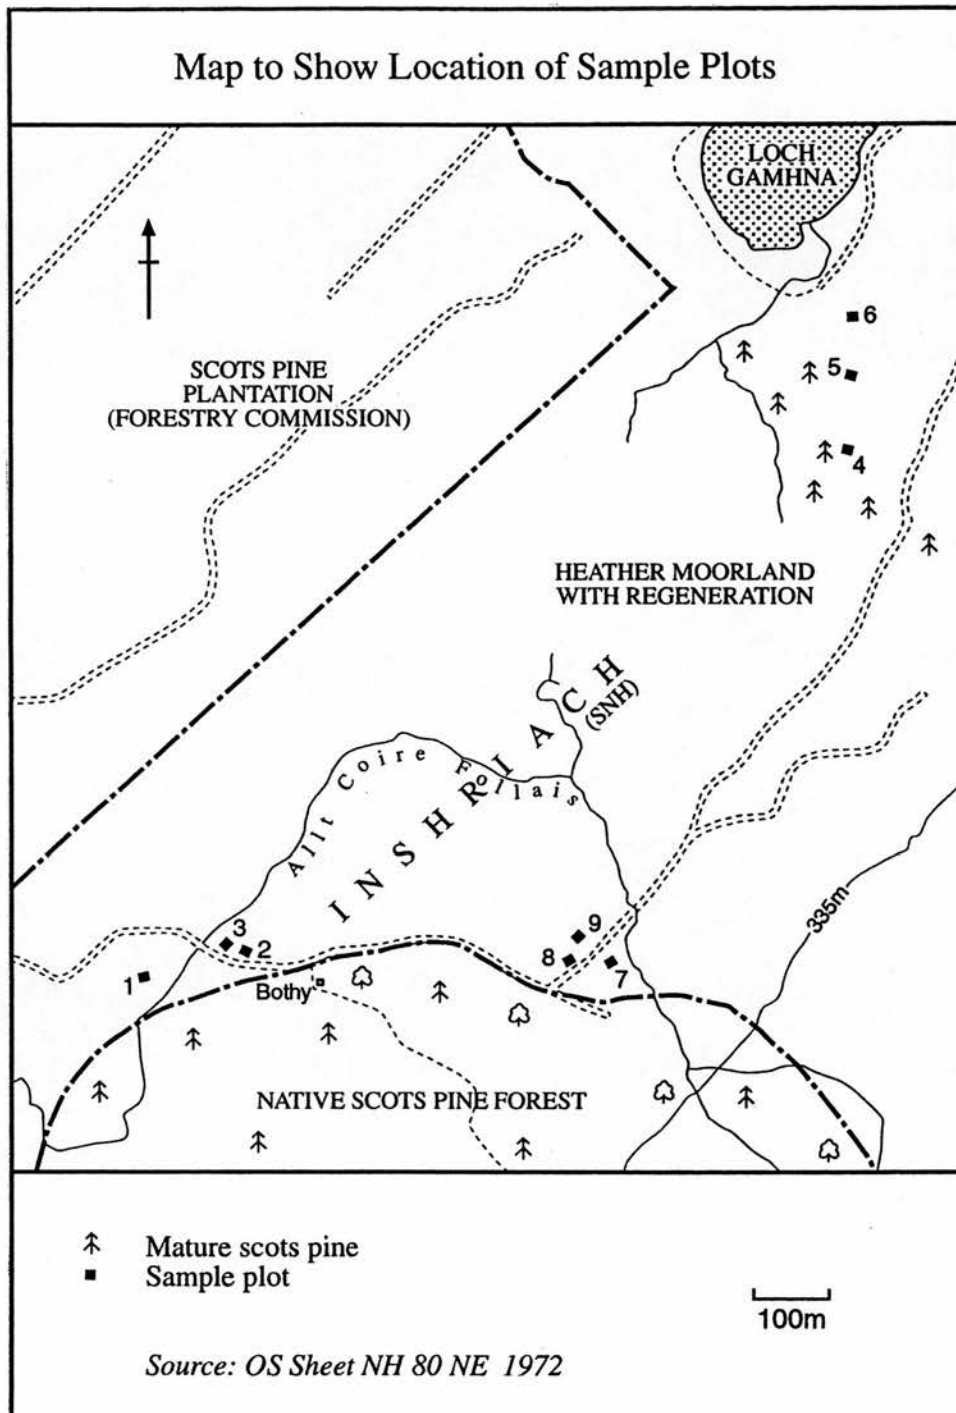 Map to Show Location of Sample Plots
LOCH
GAMHNA
6
SCOTS PINE
PLANTATION
(FORESTRY COMMISSION)
5
4
HEATHER MOORLAND
WITH REGENERATION
INSHRIACH
(SNH)
Allt Coire Follais
335m
3
2
1
9
8
7
Bothy
NATIVE SCOTS PINE FOREST
Mature scots pine
Sample plot
100m
Source: OS Sheet NH 80 NE 1972